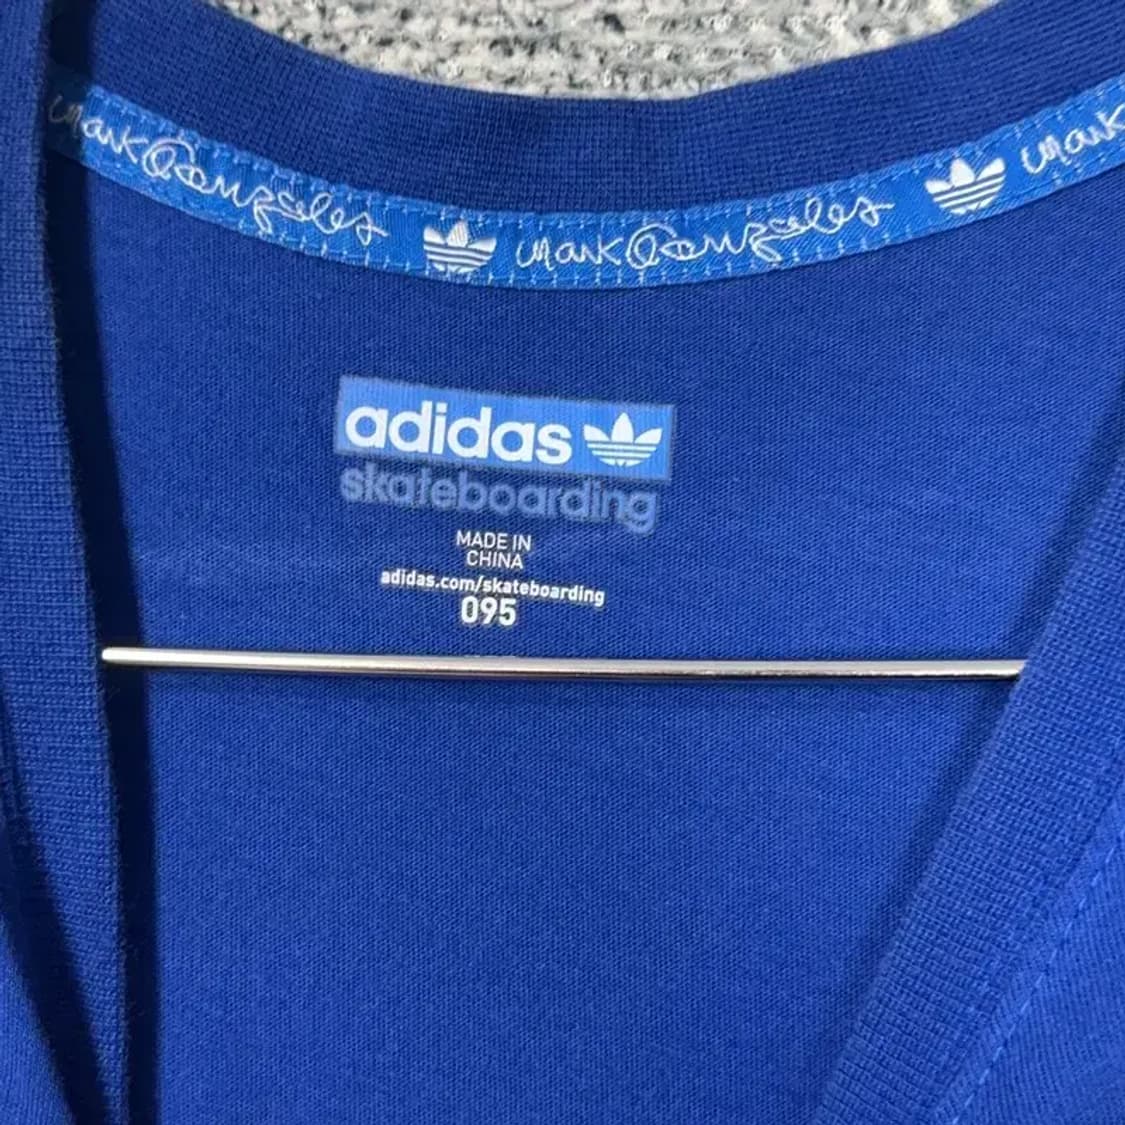 Mark Gonzales Mark Gonzales Mark
adidas
skateboarding
MADE IN
CHINA
adidas.com/skateboarding
095